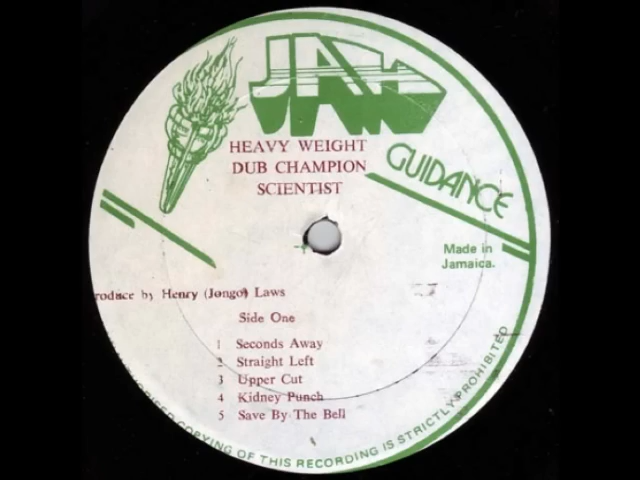 JAH
GUIDANCE
HEAVY WEIGHT
DUB CHAMPION
SCIENTIST
Made in
Jamaica.
roduce by Henry (Jongo) Laws
Side One
1 Seconds Away
2 Straight Left
3 Upper Cut
4 Kidney Punch
5 Save By The Bell
COPYING OF THIS RECORDING IS STRICTLY PROHIBITED